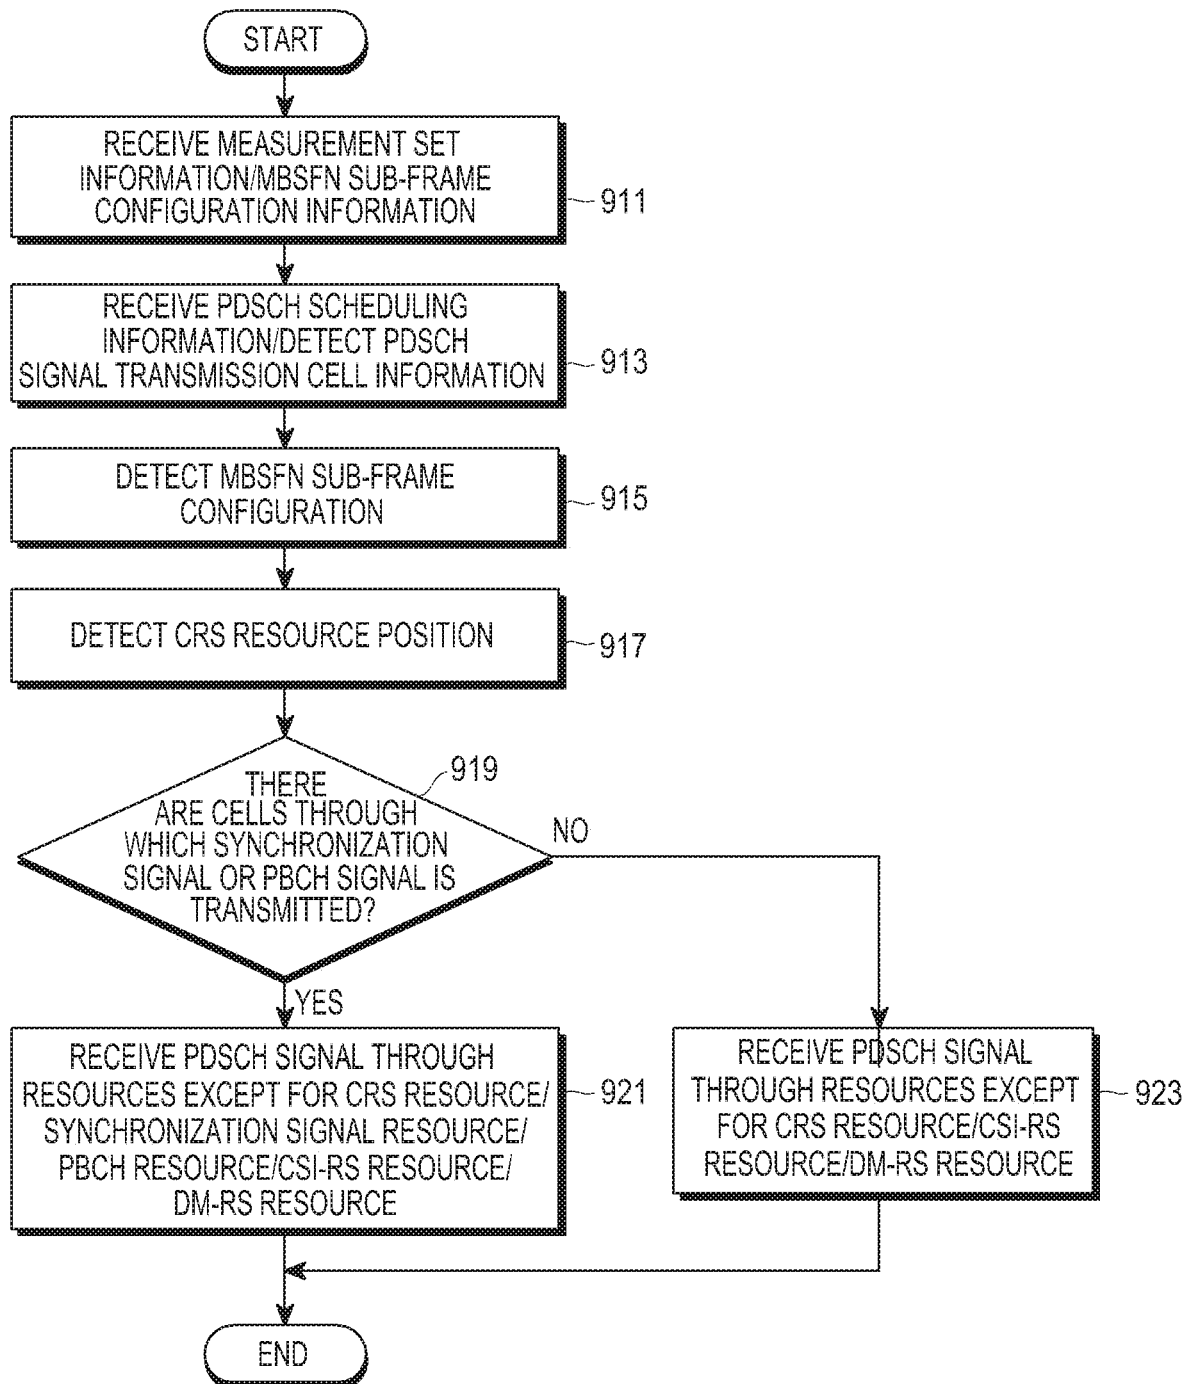 START
RECEIVE MEASUREMENT SET
INFORMATION/MBSFN SUB-FRAME
CONFIGURATION INFORMATION
911
RECEIVE PDSCH SCHEDULING
INFORMATION/DETECT PDSCH
SIGNAL TRANSMISSION CELL INFORMATION
913
DETECT MBSFN SUB-FRAME
CONFIGURATION
915
DETECT CRS RESOURCE POSITION
917
919
THERE
ARE CELLS THROUGH
WHICH SYNCHRONIZATION
SIGNAL OR PBCH SIGNAL IS
TRANSMITTED?
NO
YES
RECEIVE PDSCH SIGNAL THROUGH
RESOURCES EXCEPT FOR CRS RESOURCE/
SYNCHRONIZATION SIGNAL RESOURCE/
PBCH RESOURCE/CSI-RS RESOURCE/
DM-RS RESOURCE
921
RECEIVE PDSCH SIGNAL
THROUGH RESOURCES EXCEPT
FOR CRS RESOURCE/CSI-RS
RESOURCE/DM-RS RESOURCE
923
END